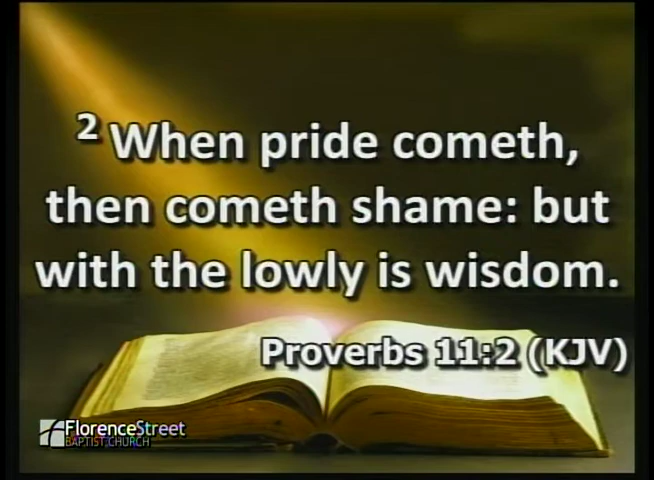 2 When pride cometh,
then cometh shame: but
with the lowly is wisdom.
Proverbs 11:2 (KJV)
FlorenceStreet
BAPTIST CHURCH